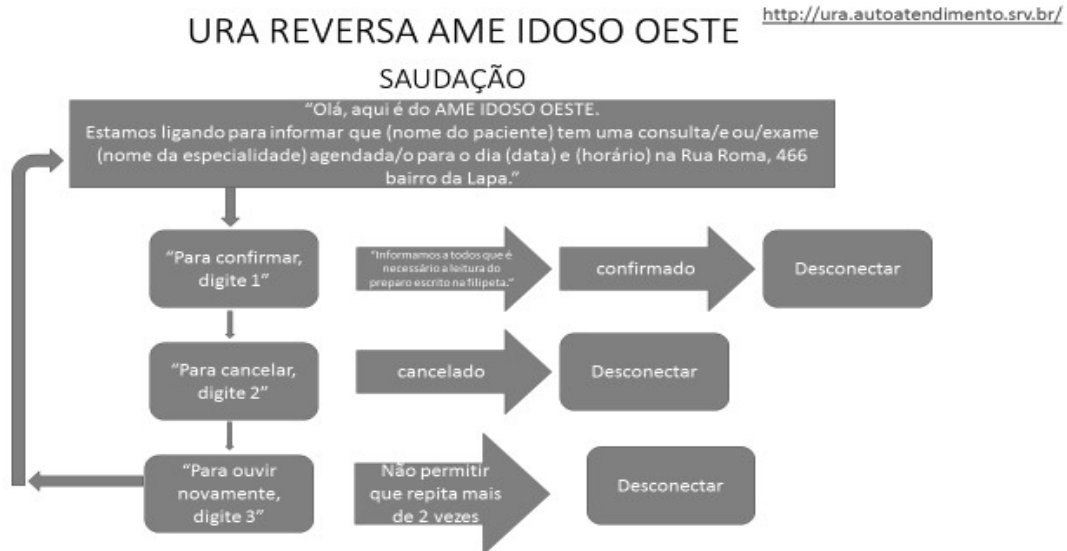 http://ura.autoatendimento.srv.br/
URA REVERSA AME IDOSO OESTE
SAUDAÇÃO
“Olá, aqui é do AME IDOSO OESTE.
Estamos ligando para informar que (nome do paciente) tem uma consulta/e ou/exame
(nome da especialidade) agendada/o para o dia (data) e (horário) na Rua Roma, 466
bairro da Lapa.”
“Para confirmar,
digite 1”
“Informamos a todos que é
necessário a leitura do
preparo escrito na filipeta.”
confirmado
Desconectar
“Para cancelar,
digite 2”
cancelado
Desconectar
“Para ouvir
novamente,
digite 3”
Não permitir
que repita mais
de 2 vezes
Desconectar